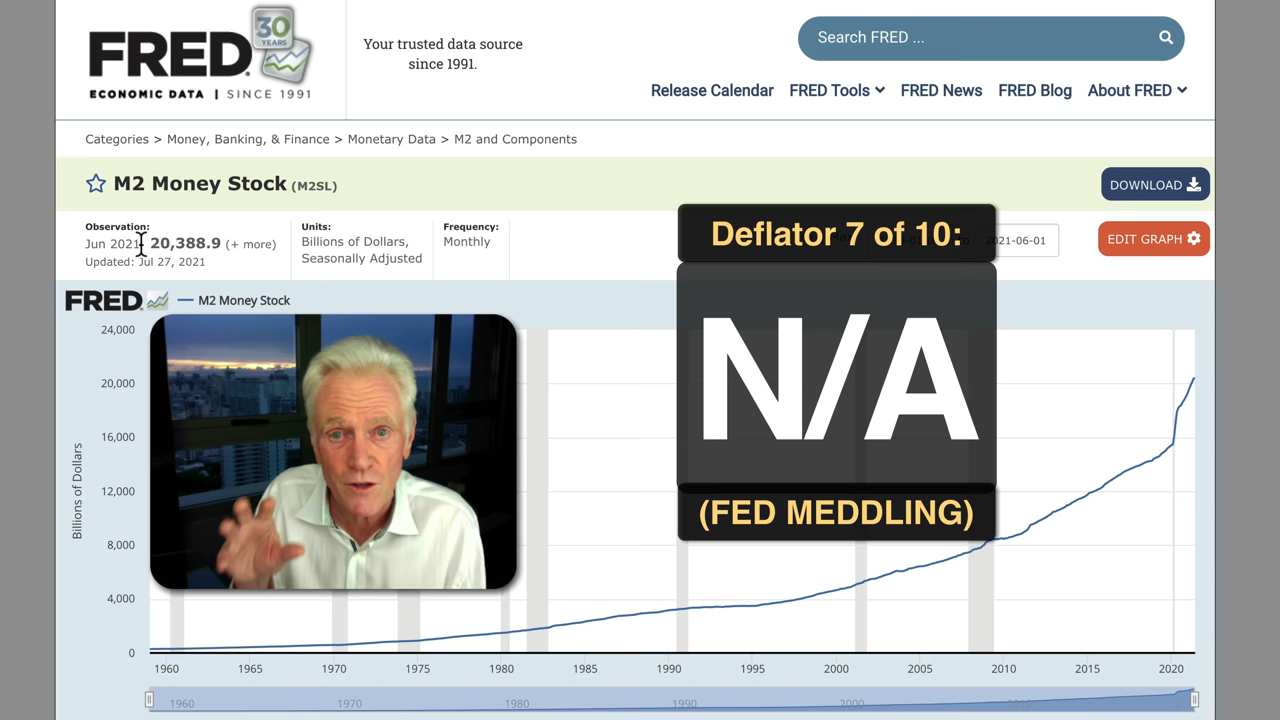 FRED
30
YEARS
ECONOMIC DATA | SINCE 1991
Your trusted data source
since 1991.
Search FRED ...
Release Calendar
FRED Tools
FRED News
FRED Blog
About FRED
Categories > Money, Banking, & Finance > Monetary Data > M2 and Components
M2 Money Stock (M2SL)
DOWNLOAD
Observation:
Jun 2021: 20,388.9 (+ more)
Updated: Jul 27, 2021
Units:
Billions of Dollars,
Seasonally Adjusted
Frequency:
Monthly
2021-06-01
EDIT GRAPH
Deflator 7 of 10:
N/A
(FED MEDDLING)
FRED
M2 Money Stock
Billions of Dollars
24,000
20,000
16,000
12,000
8,000
4,000
0
1960 1965 1970 1975 1980 1985 1990 1995 2000 2005 2010 2015 2020
1960 1970 1980 1990 2000 2010